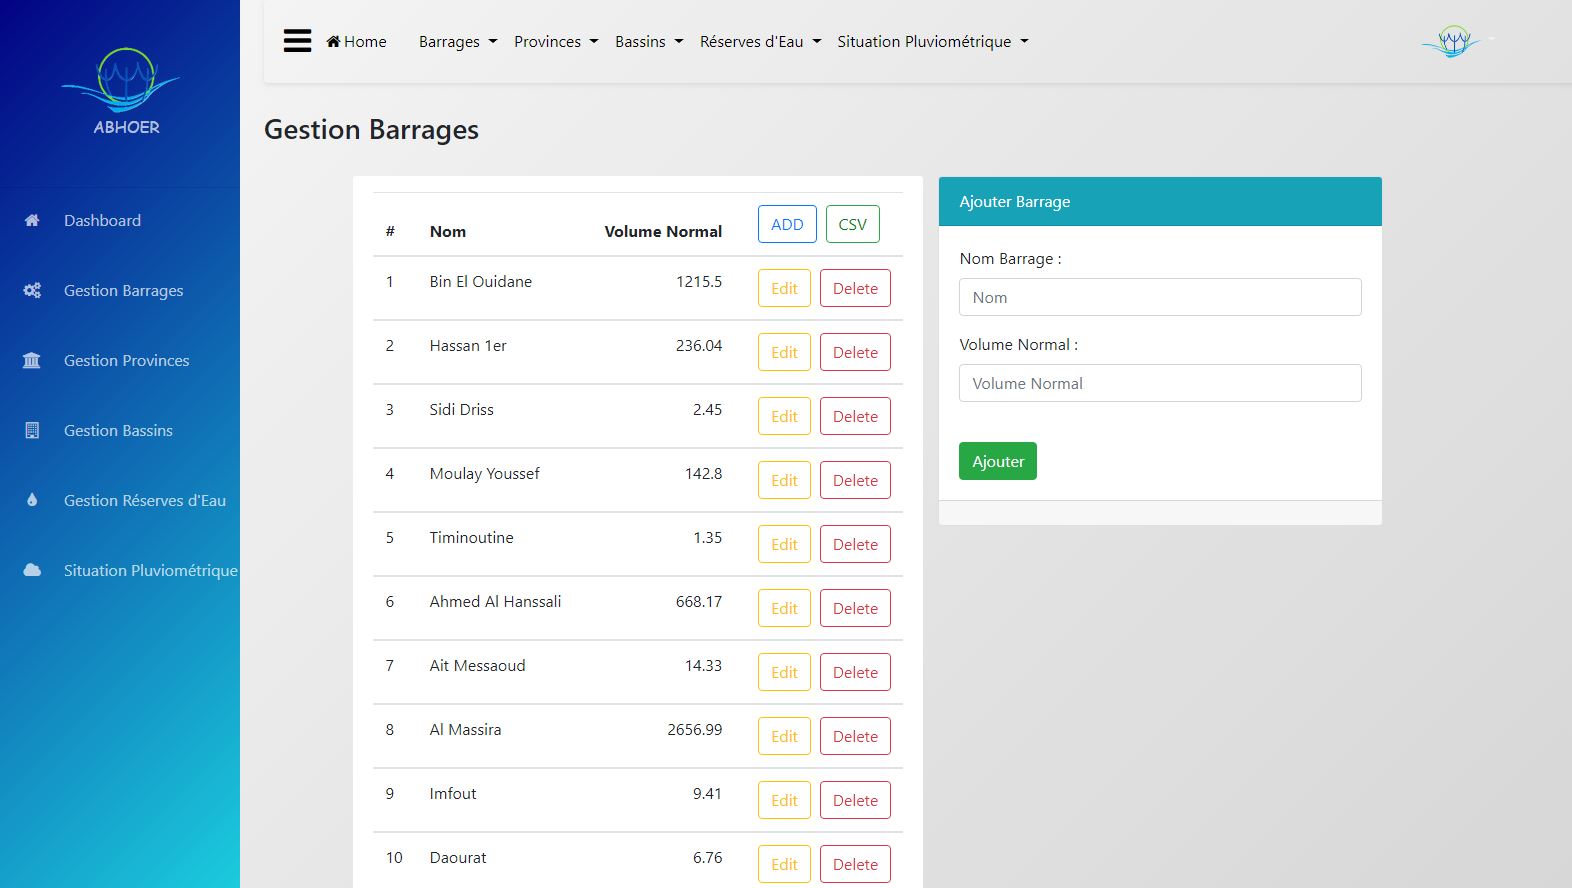 Home Barrages Provinces Bassins Réserves d'Eau Situation Pluviométrique
ABHOER
Dashboard
Gestion Barrages
Gestion Provinces
Gestion Bassins
Gestion Réserves d'Eau
Situation Pluviométrique
Gestion Barrages
# Nom Volume Normal ADD CSV
1 Bin El Ouidane 1215.5 Edit Delete
2 Hassan 1er 236.04 Edit Delete
3 Sidi Driss 2.45 Edit Delete
4 Moulay Youssef 142.8 Edit Delete
5 Timinoutine 1.35 Edit Delete
6 Ahmed Al Hanssali 668.17 Edit Delete
7 Ait Messaoud 14.33 Edit Delete
8 Al Massira 2656.99 Edit Delete
9 Imfout 9.41 Edit Delete
10 Daourat 6.76 Edit Delete
Ajouter Barrage
Nom Barrage :
Nom
Volume Normal :
Volume Normal
Ajouter